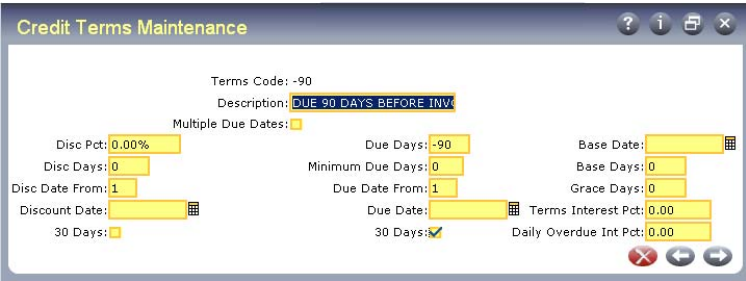 Credit Terms Maintenance ? i
Terms Code: -90
Description: DUE 90 DAYS BEFORE
Multiple Due Dates:
Disc Pct: 0.00% Due Days: -90 Base Date:
Disc Days: 0 Minimum Due Days: 0 Base Days: 0
Disc Date From: 1 Due Date From: 1 Grace Days: 0
Discount Date: Due Date: Terms Interest Pct: 0.00
30 Days: 30 Days: Daily Overdue Int Pct: 0.00